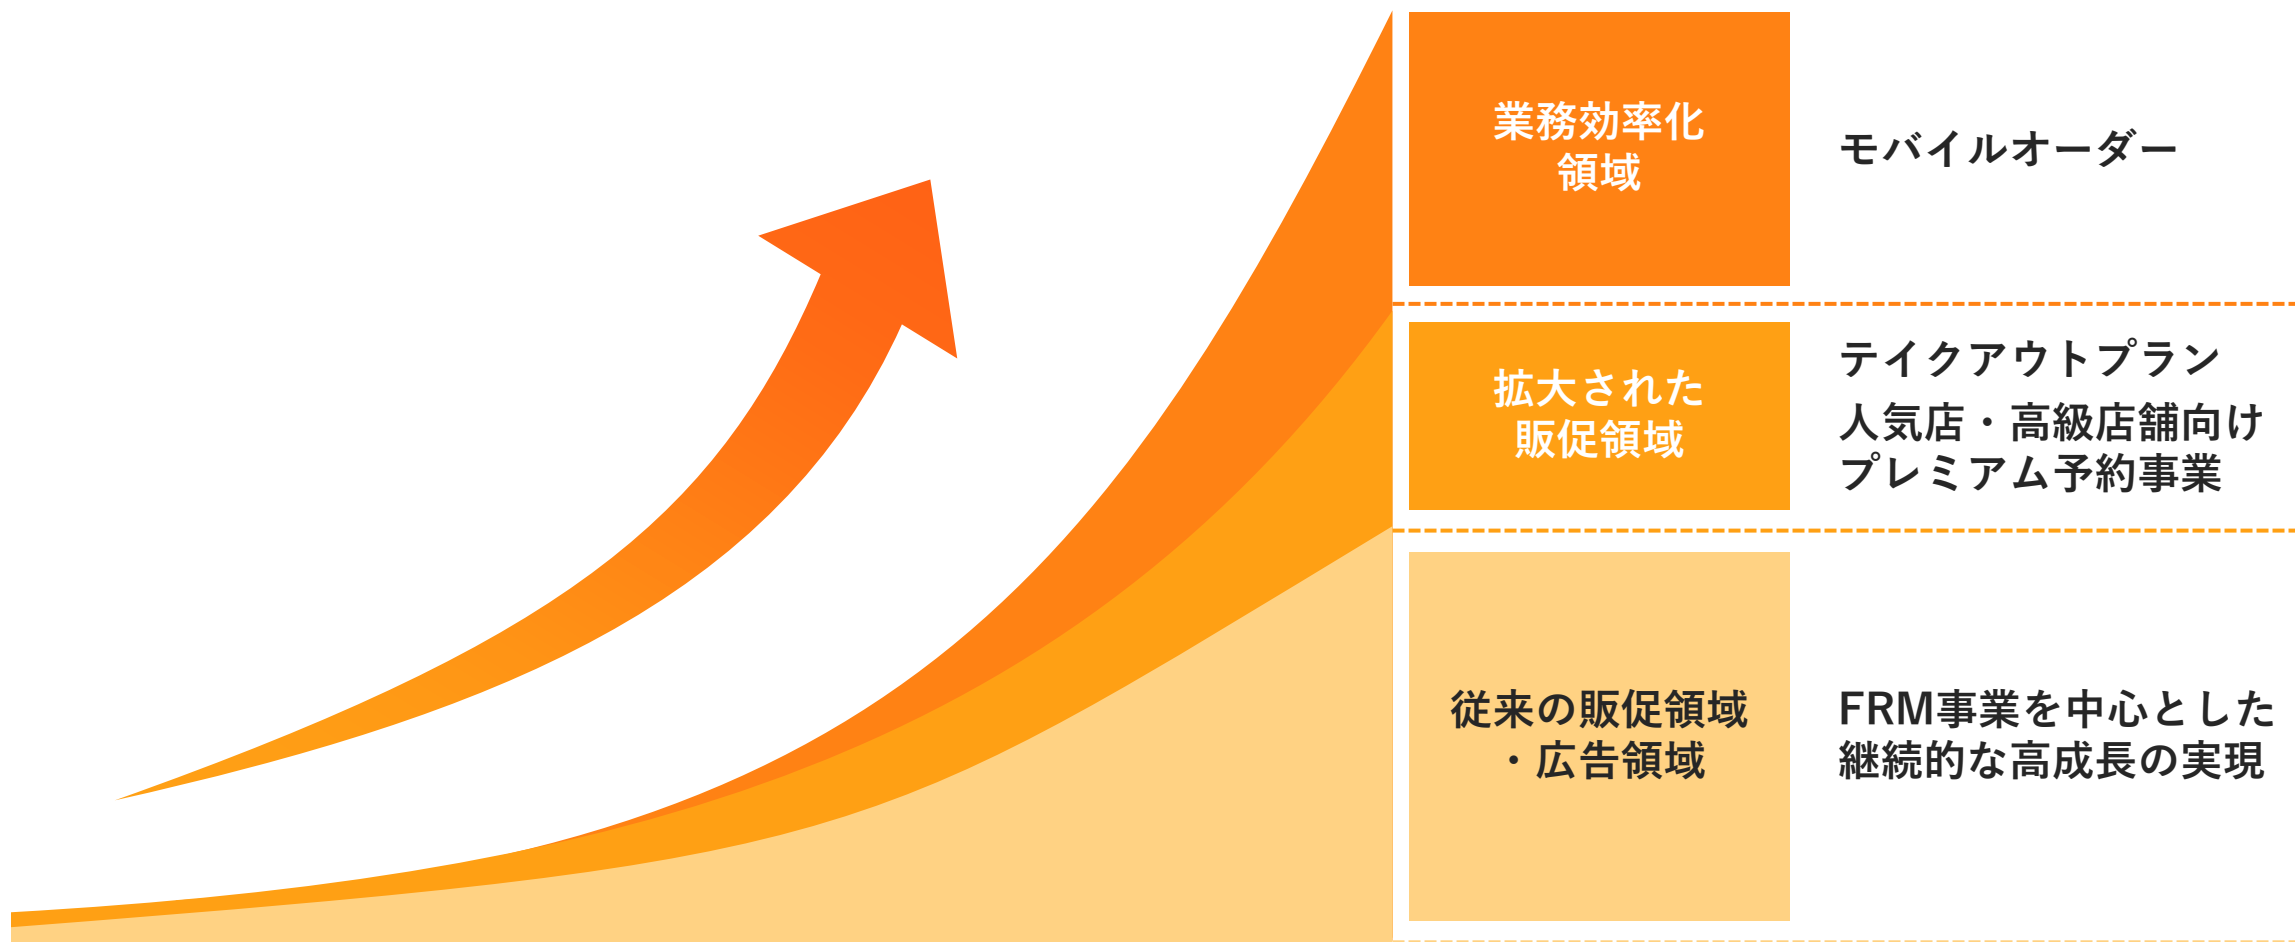 業務効率化
領域
モバイルオーダー
拡大された
販促領域
テイクアウトプラン
人気店・高級店舗向け
プレミアム予約事業
従来の販促領域
・広告領域
FRM事業を中心とした
継続的な高成長の実現